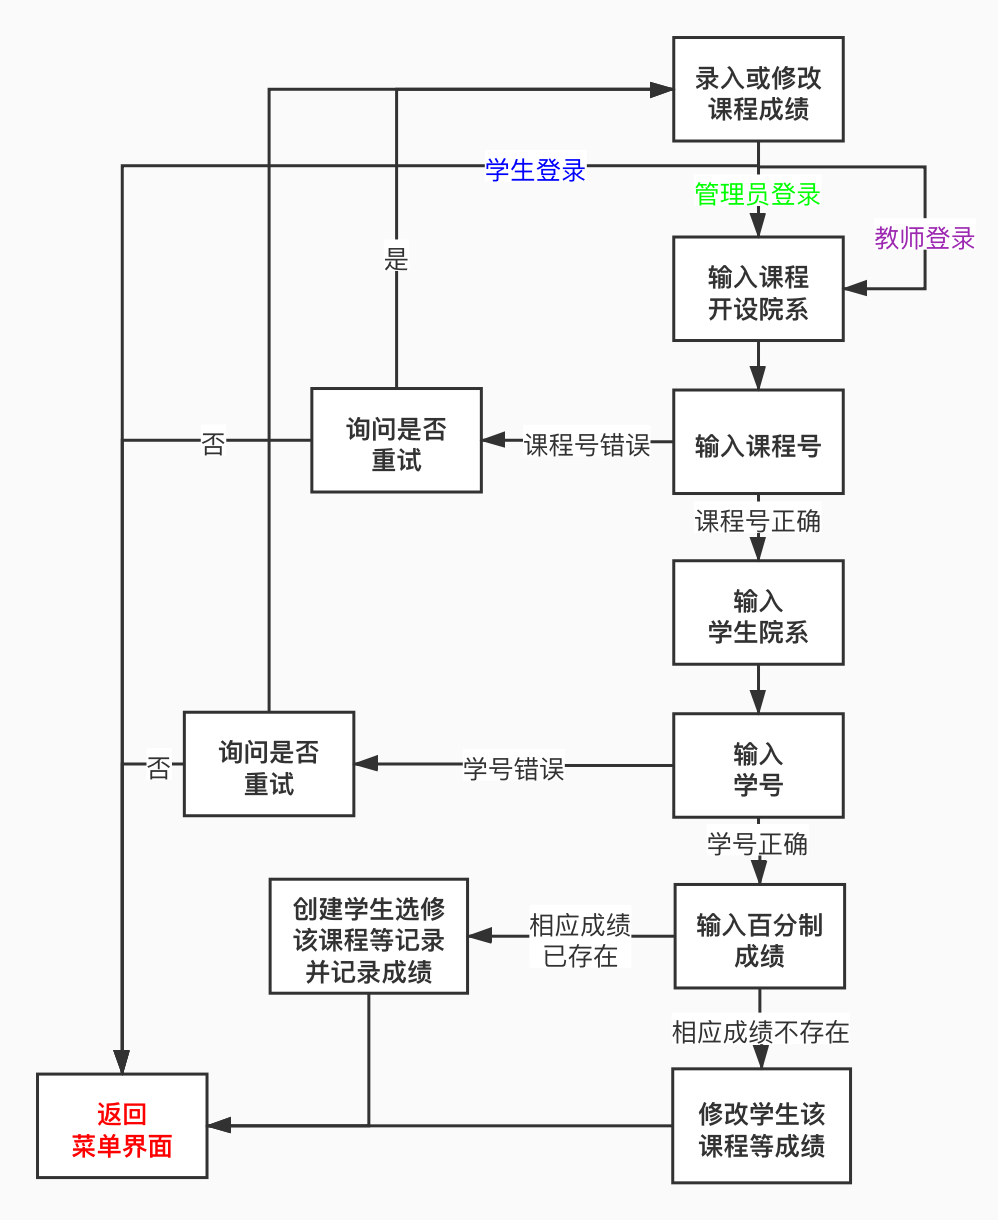 录入或修改
课程成绩
学生登录
管理员登录
教师登录
是
输入课程
开设院系
询问是否
重试
否
课程号错误
输入课程号
课程号正确
输入
学生院系
询问是否
重试
否
学号错误
输入
学号
学号正确
创建学生选修
该课程等记录
并记录成绩
相应成绩
已存在
输入百分制
成绩
相应成绩不存在
返回
菜单界面
修改学生该
课程等成绩